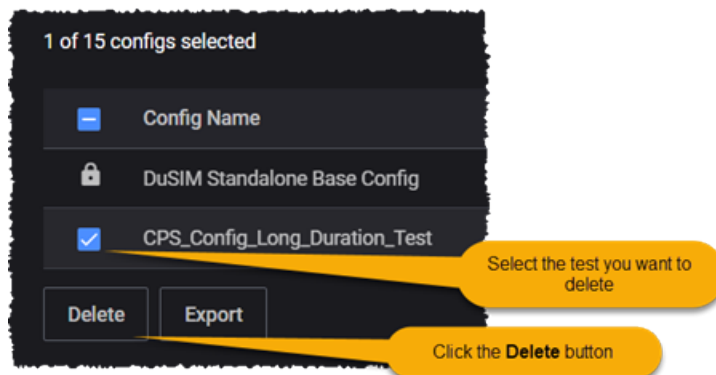 1 of 15 configs selected
Config Name
DuSIM Standalone Base Config
CPS_Config_Long_Duration_Test
Select the test you want to
delete
Delete Export
Click the Delete button